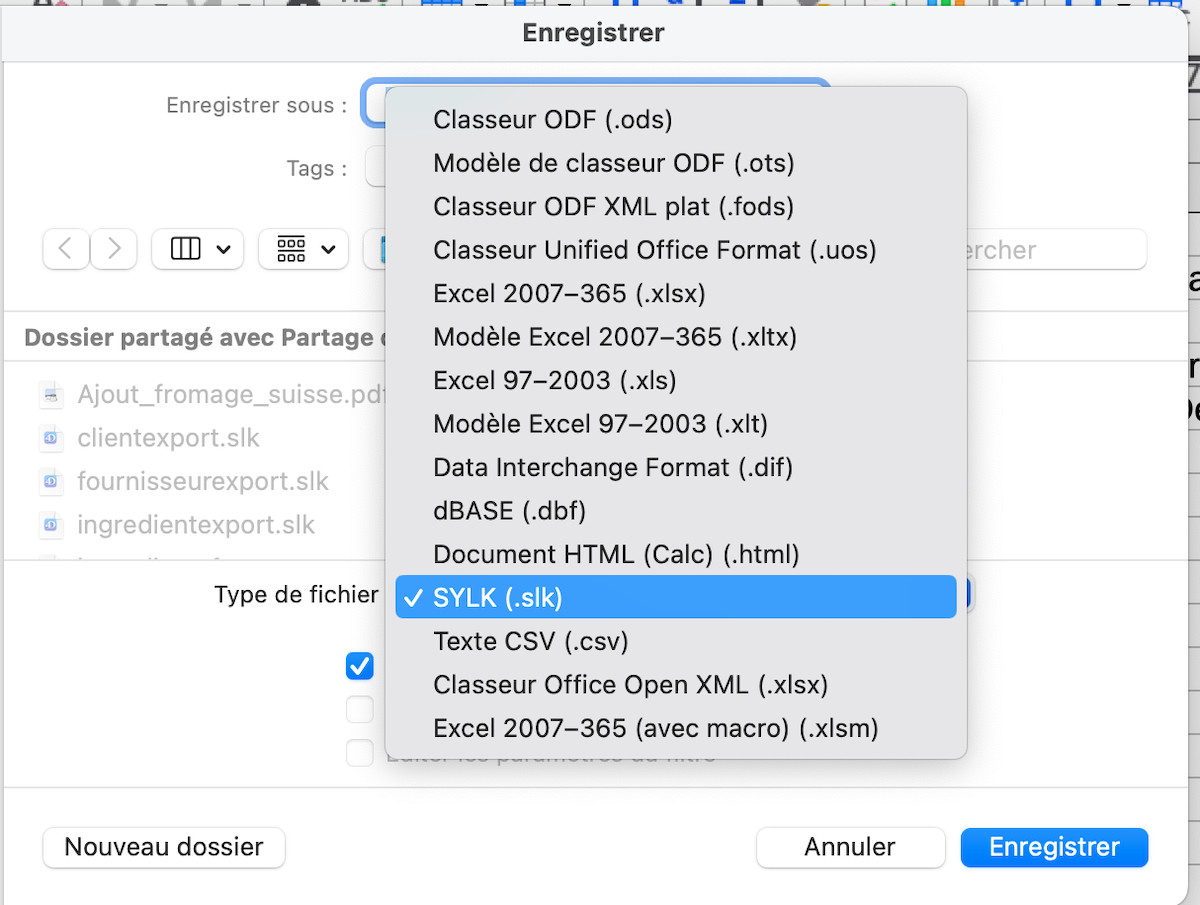 Enregistrer
Enregistrer sous :
Tags :
Classeur ODF (.ods)
Modèle de classeur ODF (.ots)
Classeur ODF XML plat (.fods)
Classeur Unified Office Format (.uos)
Excel 2007–365 (.xlsx)
Modèle Excel 2007–365 (.xltx)
Excel 97–2003 (.xls)
Modèle Excel 97–2003 (.xlt)
Data Interchange Format (.dif)
dBASE (.dbf)
Document HTML (Calc) (.html)
✓ SYLK (.slk)
Texte CSV (.csv)
Classeur Office Open XML (.xlsx)
Excel 2007–365 (avec macro) (.xlsm)
ercher
Dossier partagé avec Partage
Ajout_fromage_suisse.pdf
clientexport.slk
fournisseurexport.slk
ingredientexport.slk
Type de fichier
Editer les paramètres du filtre
Nouveau dossier
Annuler
Enregistrer